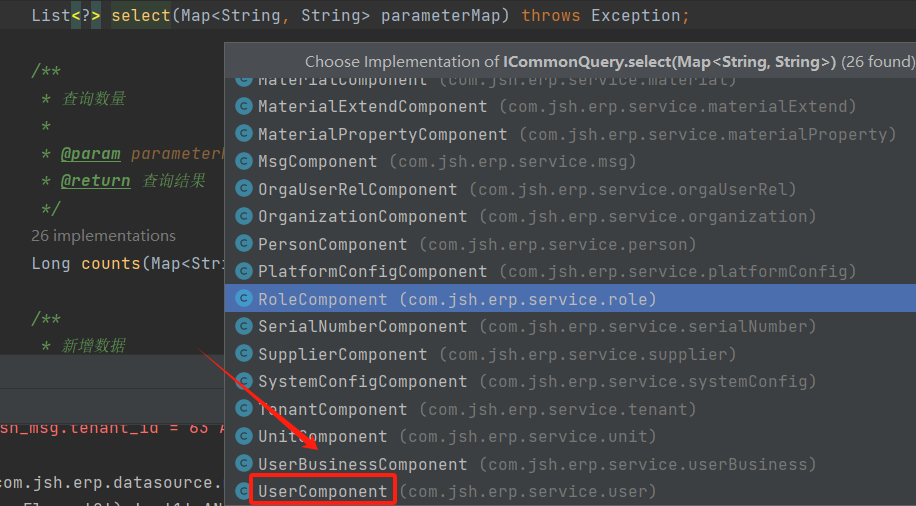 List<?> select(Map<String, String> parameterMap) throws Exception;
Choose Implementation of ICommonQuery.select(Map<String, String>) (26 found)
/**
* 查询数量
*
* @param
* @return 查询结果
*/
26 implementations
Long counts(Map<Stri
/**
* 新增数据
MaterialComponent (com.jsh.erp.service.material)
MaterialExtendComponent (com.jsh.erp.service.materialExtend)
MaterialPropertyComponent (com.jsh.erp.service.materialProperty)
MsgComponent (com.jsh.erp.service.msg)
OrgaUserRelComponent (com.jsh.erp.service.orgaUserRel)
OrganizationComponent (com.jsh.erp.service.organization)
PersonComponent (com.jsh.erp.service.person)
PlatformConfigComponent (com.jsh.erp.service.platformConfig)
RoleComponent (com.jsh.erp.service.role)
SerialNumberComponent (com.jsh.erp.service.serialNumber)
SupplierComponent (com.jsh.erp.service.supplier)
SystemConfigComponent (com.jsh.erp.service.systemConfig)
TenantComponent (com.jsh.erp.service.tenant)
UnitComponent (com.jsh.erp.service.unit)
UserBusinessComponent (com.jsh.erp.service.userBusiness)
UserComponent (com.jsh.erp.service.user)
sh_msg.tenant_id = 63 A
com.jsh.erp.datasource.